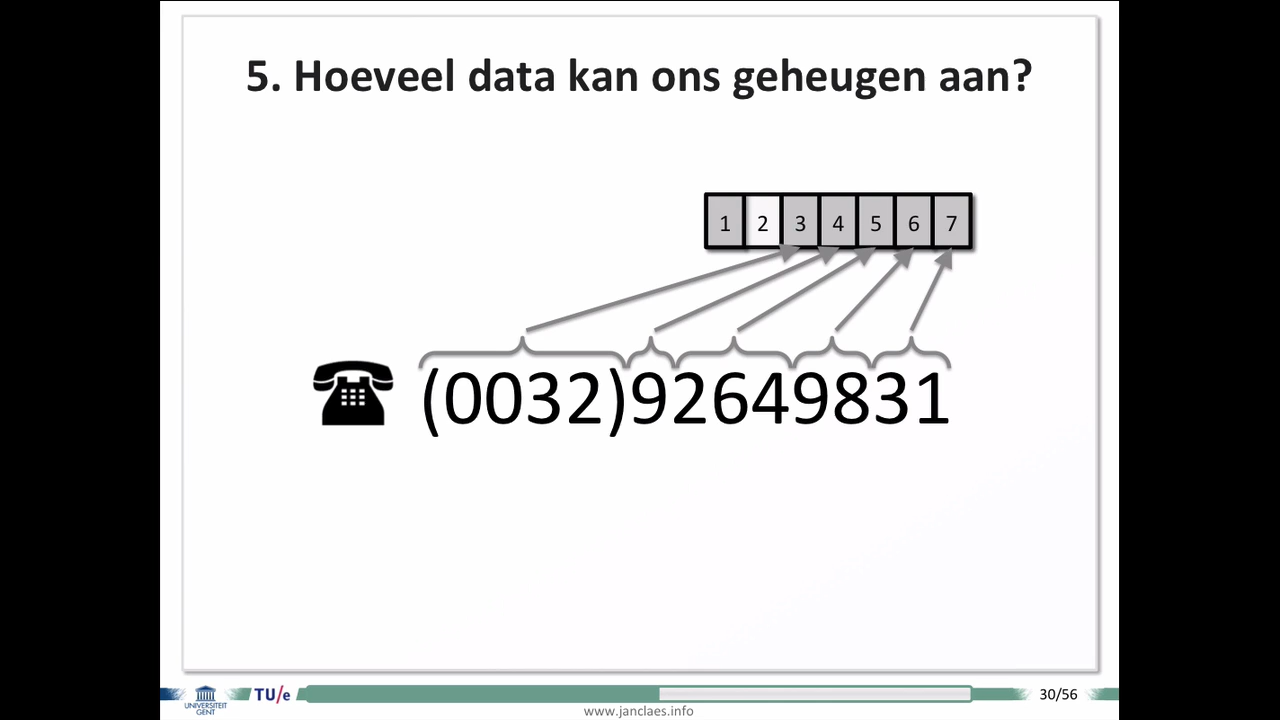 5. Hoeveel data kan ons geheugen aan?
1 2 3 4 5 6 7
(0032)92649831
UNIVERSITEIT
GENT
TU/e
30/56
www.janclaes.info